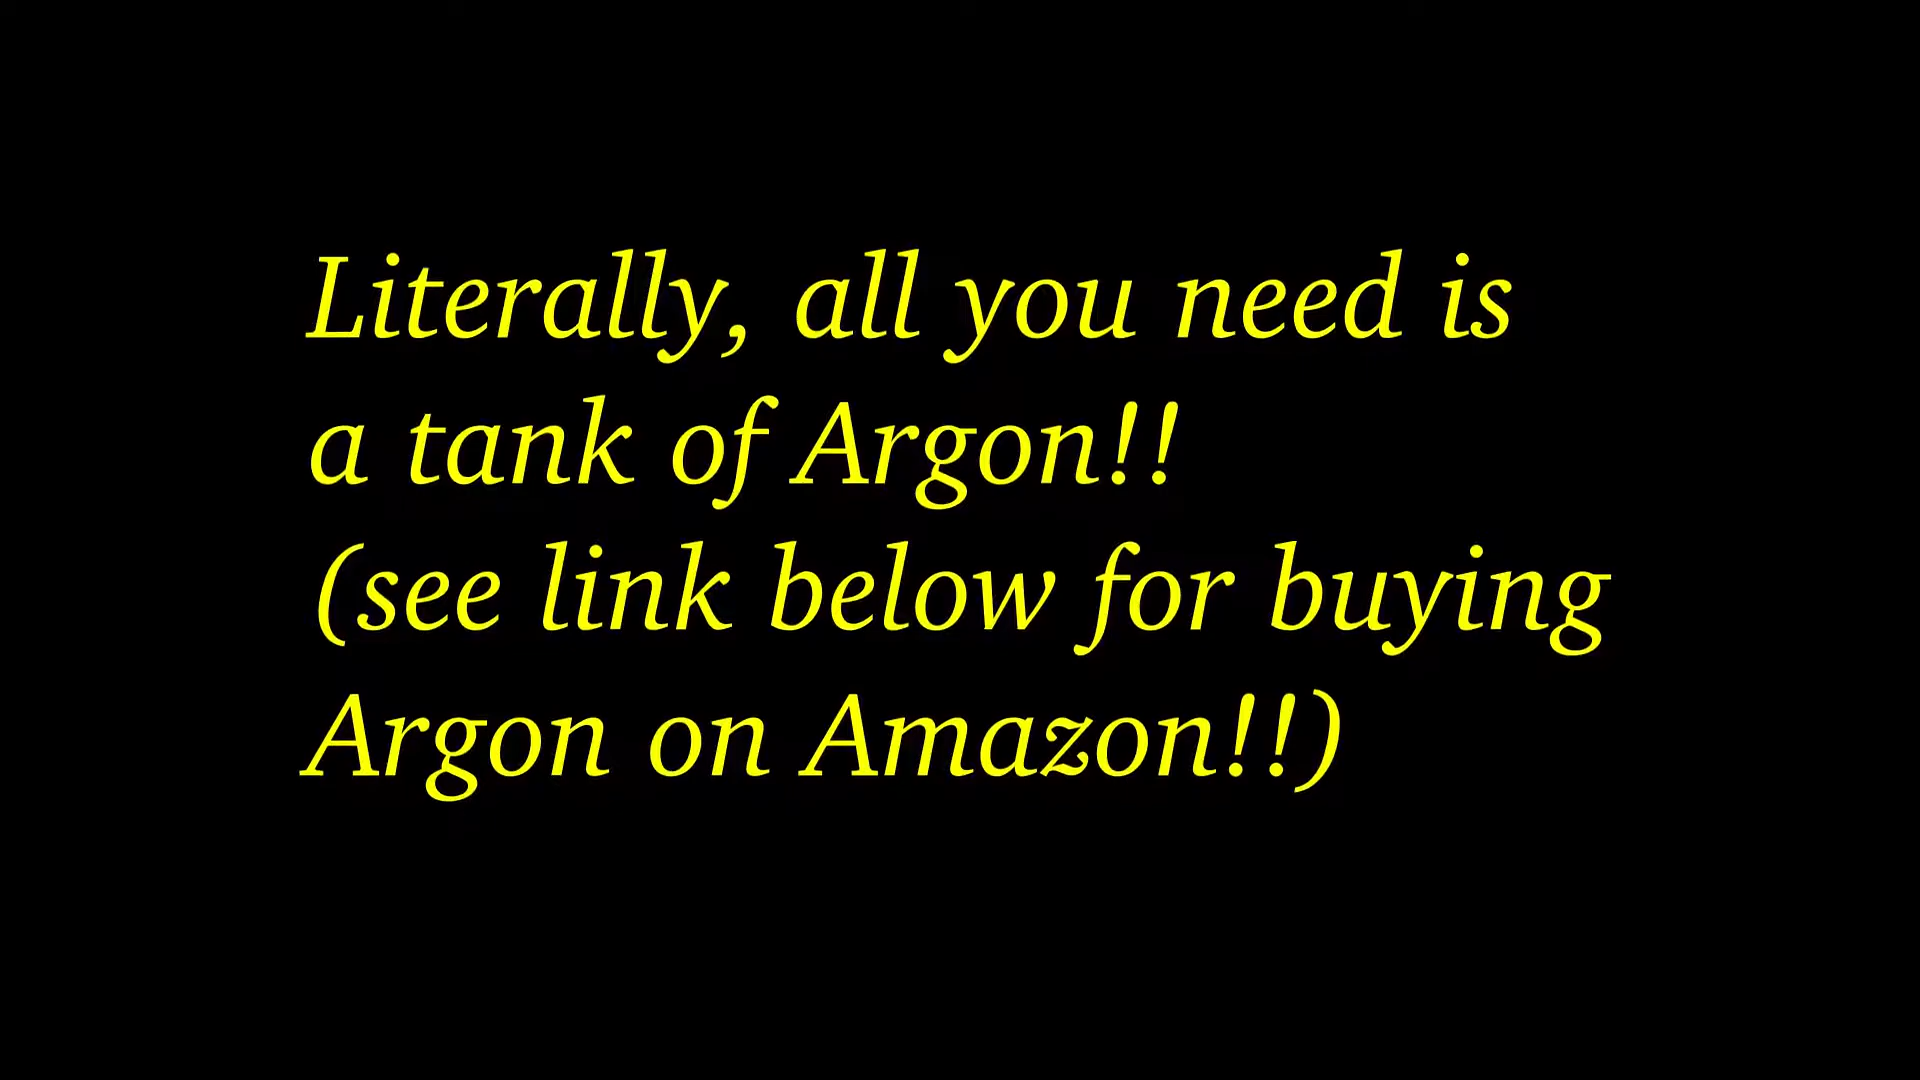 Literally, all you need is
a tank of Argon!!
(see link below for buying
Argon on Amazon!!)